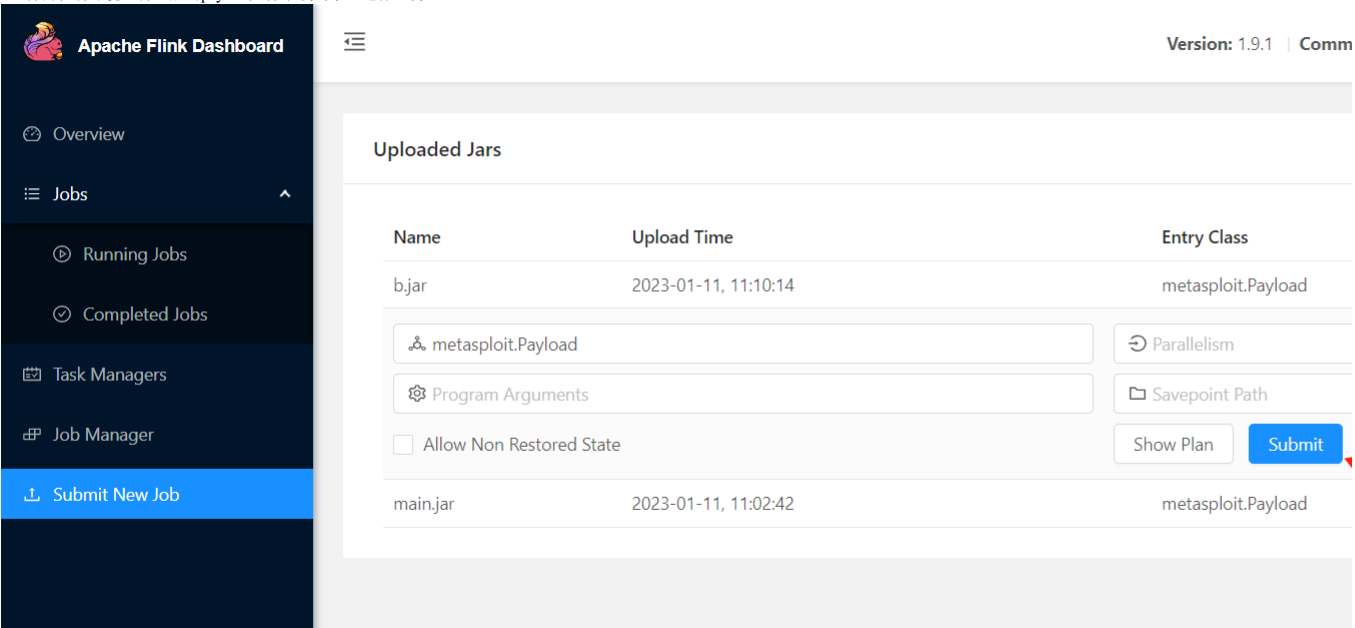 Apache Flink Dashboard
Version: 1.9.1 Comm
Overview
Jobs
Running Jobs
Completed Jobs
Task Managers
Job Manager
Submit New Job
Uploaded Jars
Name Upload Time Entry Class
b.jar 2023-01-11, 11:10:14 metasploit.Payload
metasploit.Payload Parallelism
Program Arguments Savepoint Path
Allow Non Restored State Show Plan Submit
main.jar 2023-01-11, 11:02:42 metasploit.Payload